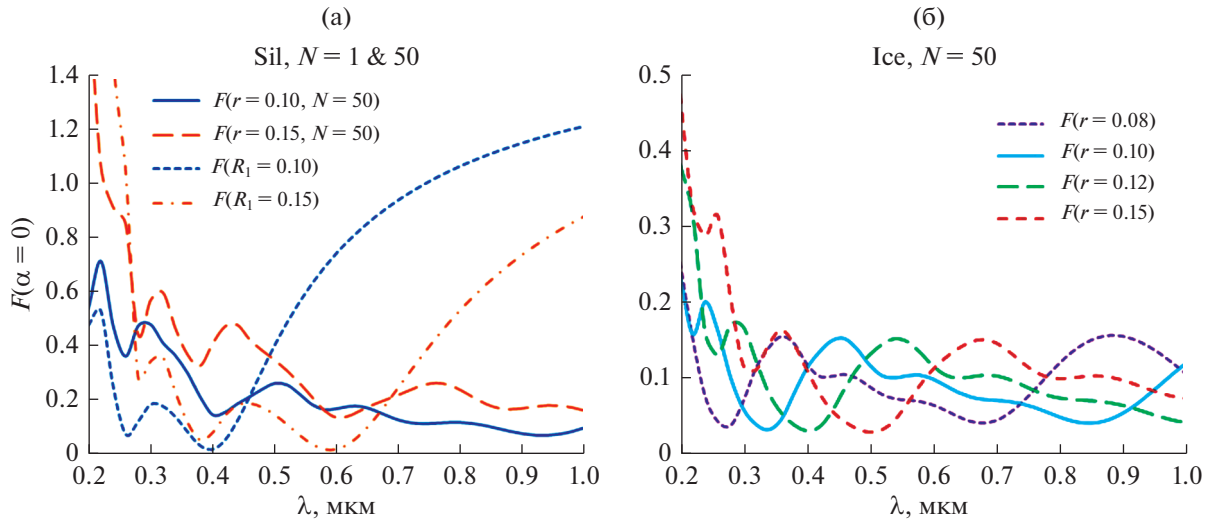 (а)
Sil, N = 1 & 50
1.4
1.2
1.0
0.8
0.6
0.4
0.2
0
F(α = 0)
F(r = 0.10, N = 50)
F(r = 0.15, N = 50)
F(R₁ = 0.10)
F(R₁ = 0.15)
0.2 0.3 0.4 0.5 0.6 0.7 0.8 0.9 1.0
λ, мкм
(б)
Ice, N = 50
0.5
0.4
0.3
0.2
0.1
0
F(r = 0.08)
F(r = 0.10)
F(r = 0.12)
F(r = 0.15)
0.2 0.3 0.4 0.5 0.6 0.7 0.8 0.9 1.0
λ, мкм